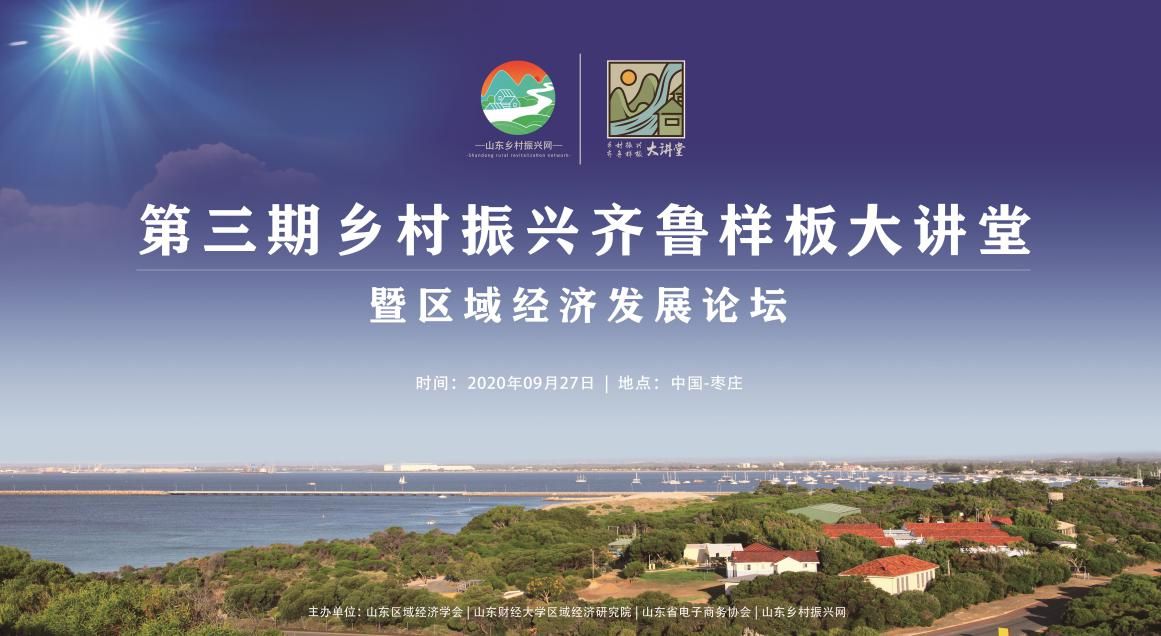 —山东乡村振兴网—
-Shandong rural revitalization network-
乡村振兴
齐鲁样板
大讲堂
第三期乡村振兴齐鲁样板大讲堂
暨区域经济发展论坛
时间：2020年09月27日 | 地点：中国-枣庄
主办单位：山东区域经济学会 | 山东财经大学区域经济研究院 | 山东省电子商务协会 | 山东乡村振兴网